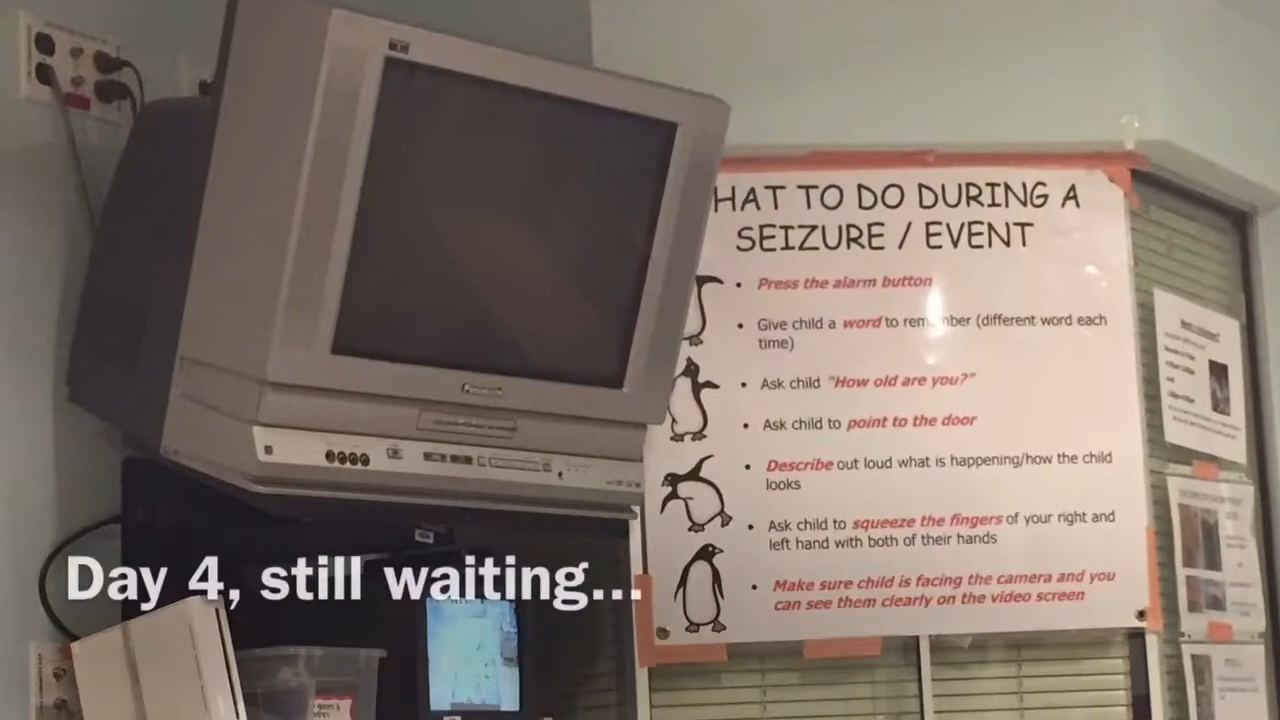 HAT TO DO DURING A
SEIZURE / EVENT
• Press the alarm button
• Give child a word to remember (different word each
time)
• Ask child "How old are you?"
• Ask child to point to the door
• Describe out loud what is happening/how the child
looks
• Ask child to squeeze the fingers of your right and
left hand with both of their hands
• Make sure child is facing the camera and you
can see them clearly on the video screen
Panasonic
Day 4, still waiting...